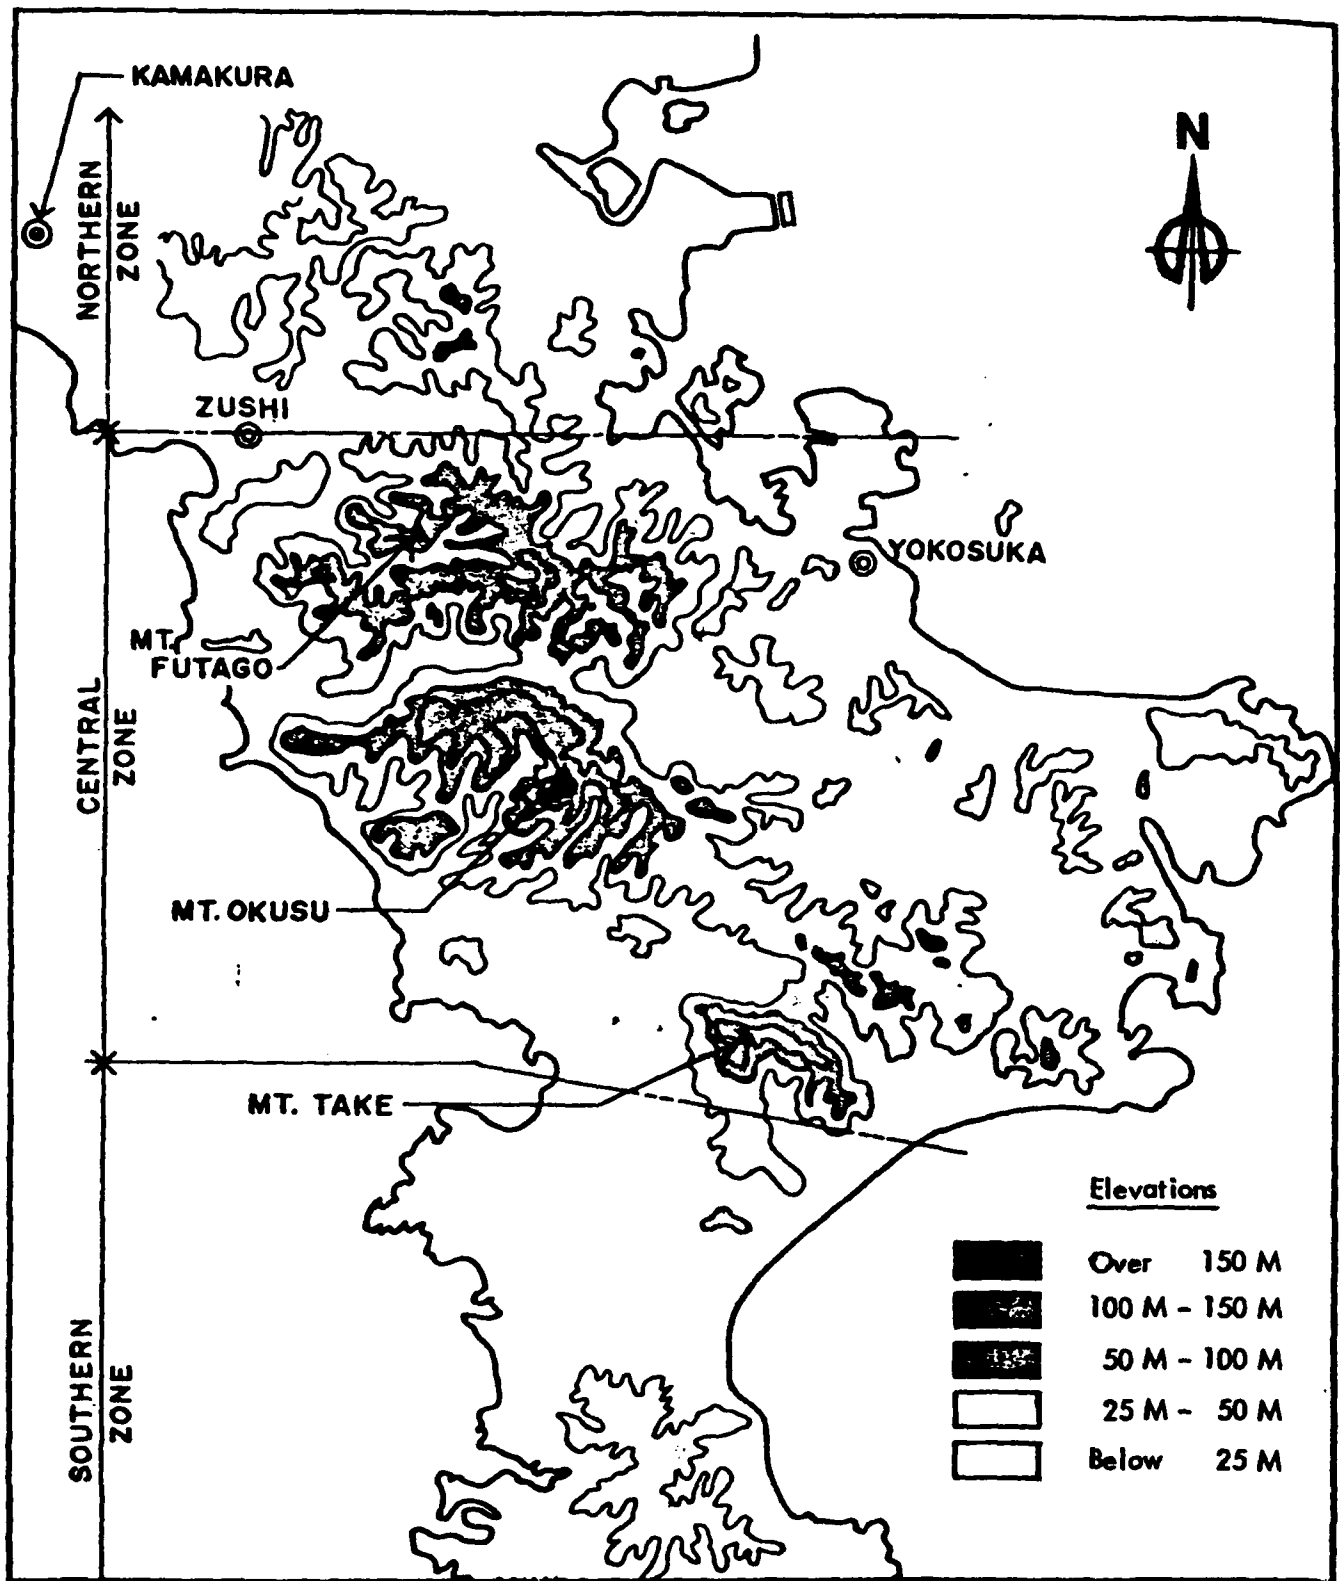 KAMAKURA
N
NORTHERN
ZONE
ZUSHI
YOKOSUKA
MT.
FUTAGO
CENTRAL
ZONE
MT. OKUSU
MT. TAKE
Elevations
Over 150 M
100 M - 150 M
50 M - 100 M
25 M - 50 M
Below 25 M
SOUTHERN
ZONE